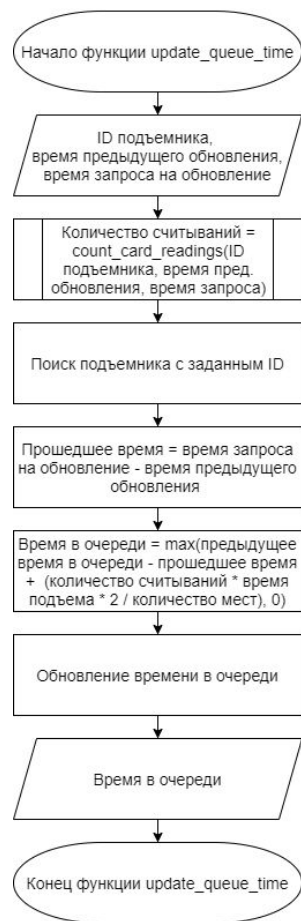 Начало функции update_queue_time
ID подъемника,
время предыдущего обновления,
время запроса на обновление
Количество считываний =
count_card_readings(ID
подъемника, время пред.
обновления, время запроса)
Поиск подъемника с заданным ID
Прошедшее время = время запроса
на обновление - время предыдущего
обновления
Время в очереди = max(предыдущее
время в очереди - прошедшее время
+ (количество считываний * время
подъема * 2 / количество мест), 0)
Обновление времени в очереди
Время в очереди
Конец функции update_queue_time